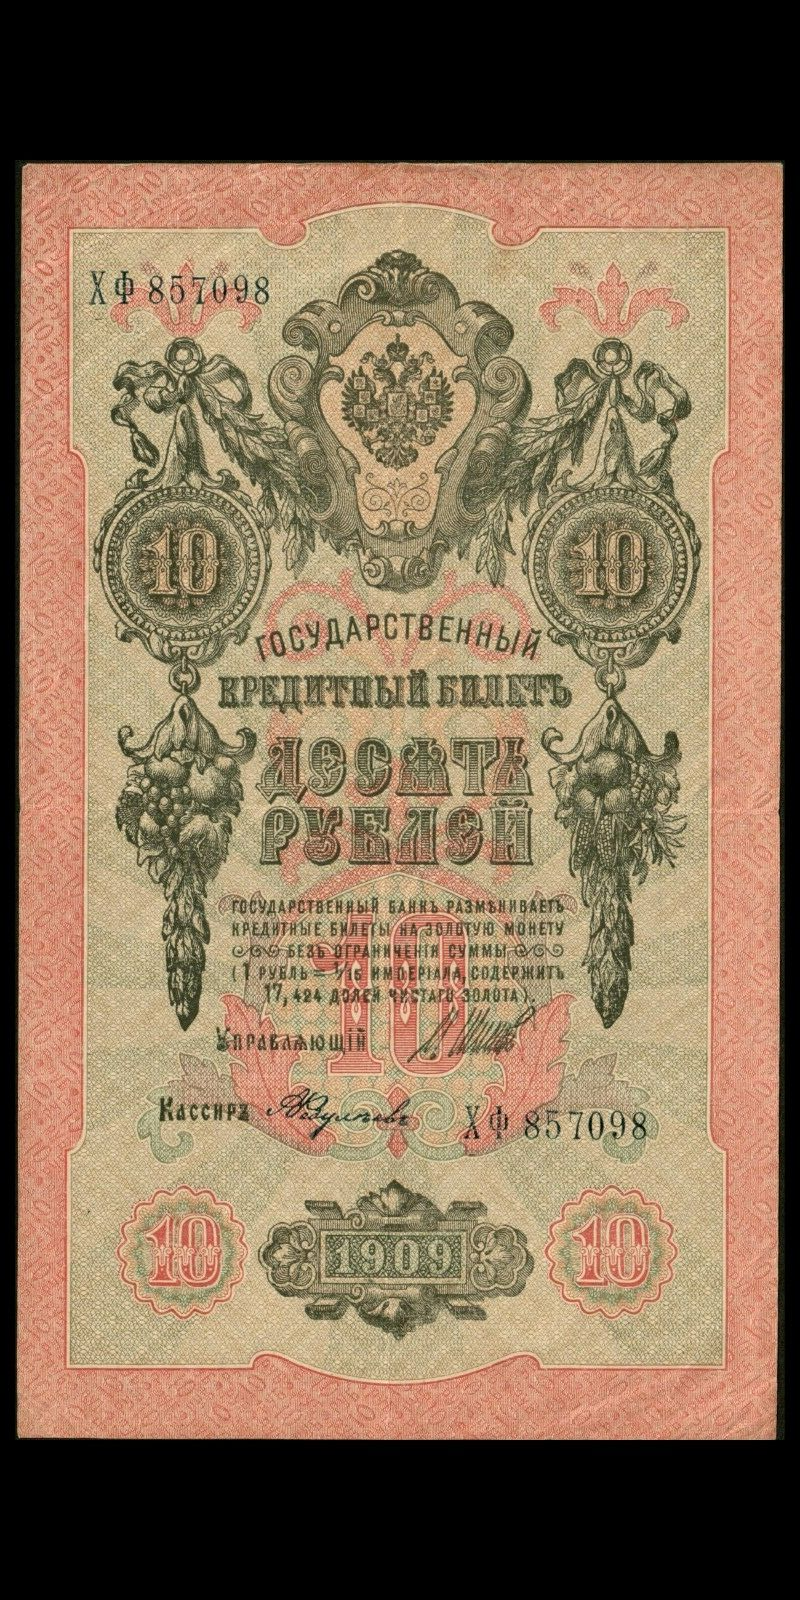 ХФ 857098
10 10
ГОСУДАРСТВЕННЫЙ
КРЕДИТНЫЙ БИЛЕТЪ
ДЕСЯТЬ
РУБЛЕЙ
ГОСУДАРСТВЕННЫЙ БАНКЪ РАЗМѢНИВАЕТЪ
КРЕДИТНЫЕ БИЛЕТЫ НА ЗОЛОТУЮ МОНЕТУ
БЕЗЪ ОГРАНИЧЕНІЯ СУММЫ
(1 РУБЛЬ = 1/15 ИМПЕРІАЛА, СОДЕРЖИТЪ
17,424 ДОЛЕЙ ЧИСТАГО ЗОЛОТА).
10
УПРАВЛЯЮЩІЙ
КАССИРЪ
ХФ 857098
10 1909 10